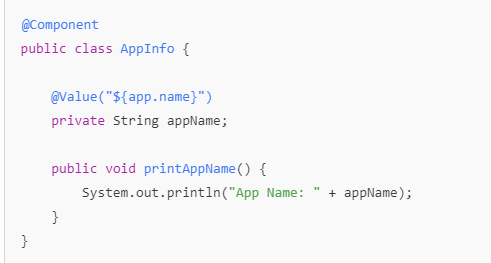 @Component
public class AppInfo {
@Value("${app.name}")
private String appName;
public void printAppName() {
System.out.println("App Name: " + appName);
}
}